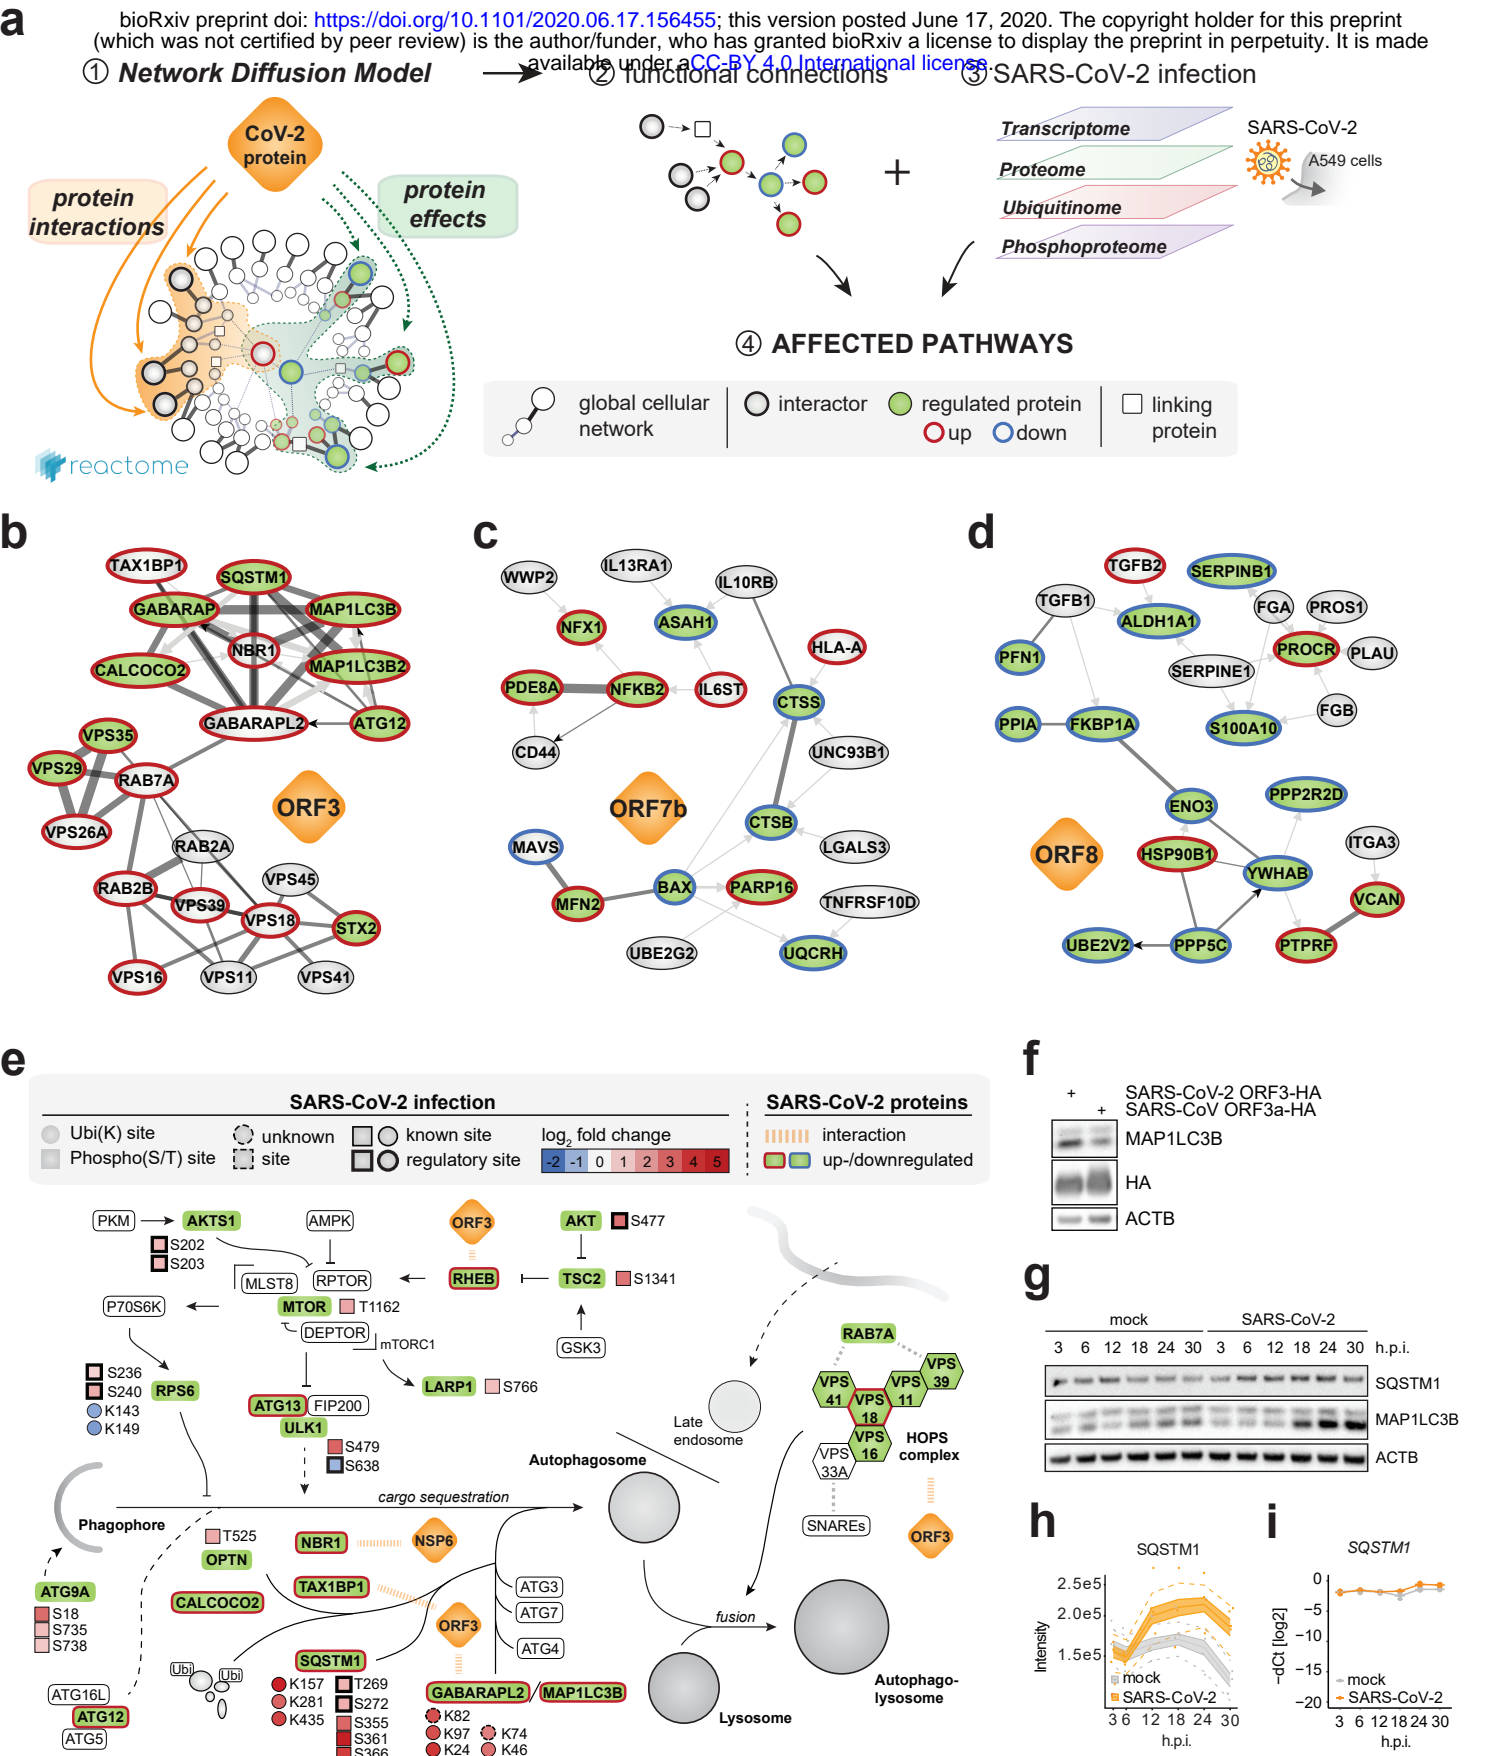 a
bioRxiv preprint doi: https://doi.org/10.1101/2020.06.17.156455; this version posted June 17, 2020. The copyright holder for this preprint
(which was not certified by peer review) is the author/funder, who has granted bioRxiv a license to display the preprint in perpetuity. It is made
available under aCC-BY 4.0 International license.
① Network Diffusion Model
② functional connections
③ SARS-CoV-2 infection
CoV-2
protein
protein
interactions
protein
effects
reactome
+
Transcriptome
Proteome
Ubiquitinome
Phosphoproteome
SARS-CoV-2
A549 cells
④ AFFECTED PATHWAYS
global cellular
network
interactor
regulated protein
up
down
linking
protein
b
TAX1BP1
SQSTM1
GABARAP
MAP1LC3B
NBR1
CALCOCO2
MAP1LC3B2
GABARAPL2
ATG12
VPS35
VPS29
RAB7A
ORF3
VPS26A
RAB2A
VPS45
RAB2B
VPS39
VPS18
STX2
VPS16
VPS11
VPS41
c
WWP2
IL13RA1
IL10RB
NFX1
ASAH1
HLA-A
PDE8A
NFKB2
IL6ST
CTSS
CD44
UNC93B1
ORF7b
CTSB
MAVS
LGALS3
BAX
PARP16
MFN2
TNFRSF10D
UBE2G2
UQCRH
d
TGFB2
SERPINB1
TGFB1
FGA
PROS1
ALDH1A1
PFN1
PROCR
PLAU
SERPINE1
FGB
PPIA
FKBP1A
S100A10
ENO3
PPP2R2D
ORF8
HSP90B1
ITGA3
YWHAB
VCAN
UBE2V2
PPP5C
PTPRF
e
SARS-CoV-2 infection
SARS-CoV-2 proteins
Ubi(K) site
Phospho(S/T) site
unknown
site
known site
regulatory site
log2 fold change
-2 -1 0 1 2 3 4 5
interaction
up-/downregulated
PKM
AKTS1
AMPK
ORF3
AKT
S477
S202
S203
MLST8
RPTOR
RHEB
TSC2
S1341
P70S6K
MTOR
T1162
DEPTOR
mTORC1
GSK3
S236
S240
K143
K149
RPS6
LARP1
S766
ATG13
FIP200
ULK1
S479
S638
RAB7A
VPS
39
VPS
41
VPS
11
VPS
18
VPS
16
VPS
33A
HOPS
complex
Late
endosome
SNAREs
ORF3
Autophagosome
cargo sequestration
Phagophore
T525
OPTN
NBR1
NSP6
ATG9A
S18
S735
S738
CALCOCO2
TAX1BP1
ORF3
ATG3
ATG7
ATG4
fusion
Ubi
Ubi
SQSTM1
K157
K281
K435
T269
S272
S355
S361
S366
GABARAPL2
/
MAP1LC3B
K82
K97
K24
K74
K46
ATG16L
ATG12
ATG5
Lysosome
Autophago-
lysosome
f
+
SARS-CoV-2 ORF3-HA
+
SARS-CoV ORF3a-HA
MAP1LC3B
HA
ACTB
g
mock
SARS-CoV-2
3 6 12 18 24 30 3 6 12 18 24 30 h.p.i.
SQSTM1
MAP1LC3B
ACTB
h
SQSTM1
Intensity
2.5e5
2.0e5
1.5e5
mock
SARS-CoV-2
3 6 12 18 24 30
h.p.i.
i
SQSTM1
−dCt [log2]
0
−5
−10
−15
−20
mock
SARS-CoV-2
3 6 12 18 24 30
h.p.i.